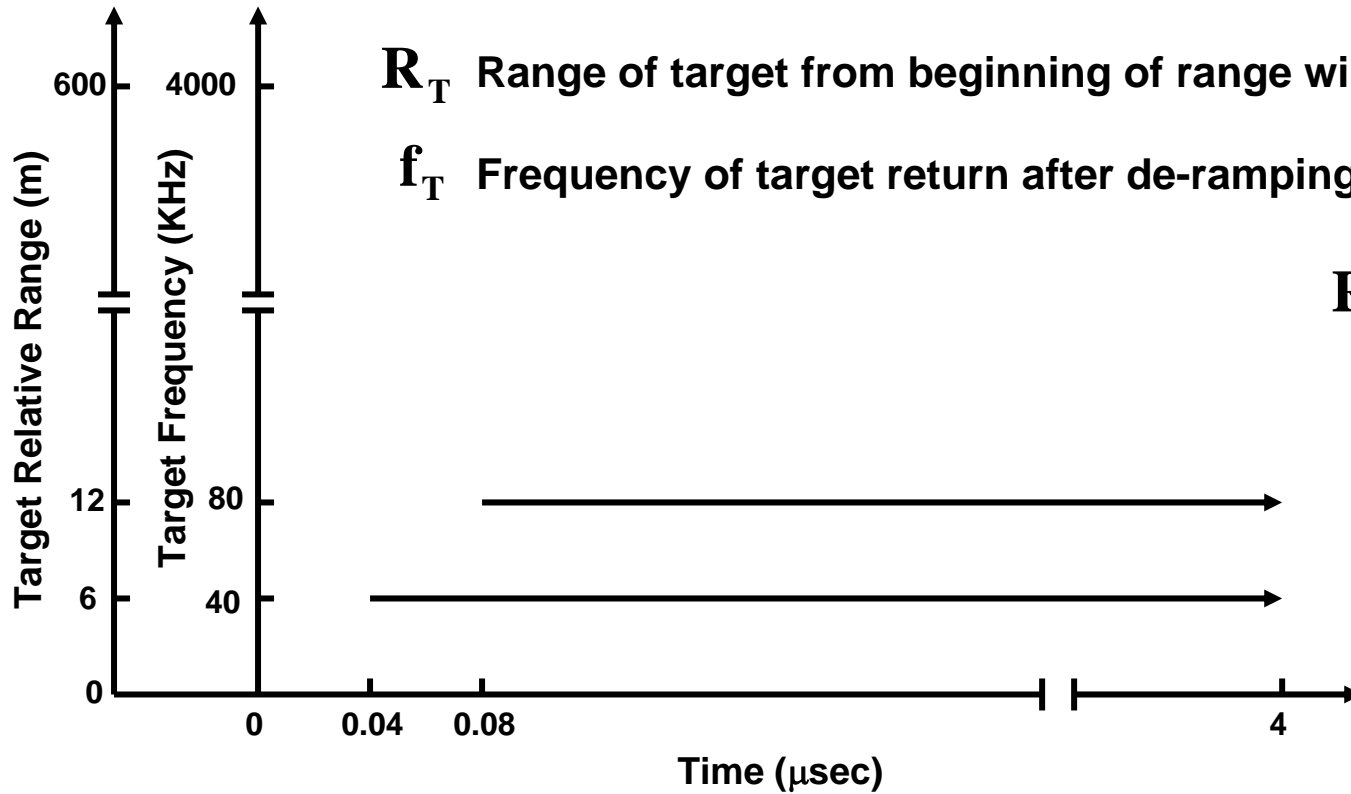 R_T Range of target from beginning of range
f_T Frequency of target return after de-ramping
600
4000
Target Relative Range (m)
Target Frequency (KHz)
12
80
6
40
0
0
0.04
0.08
4
Time (μsec)